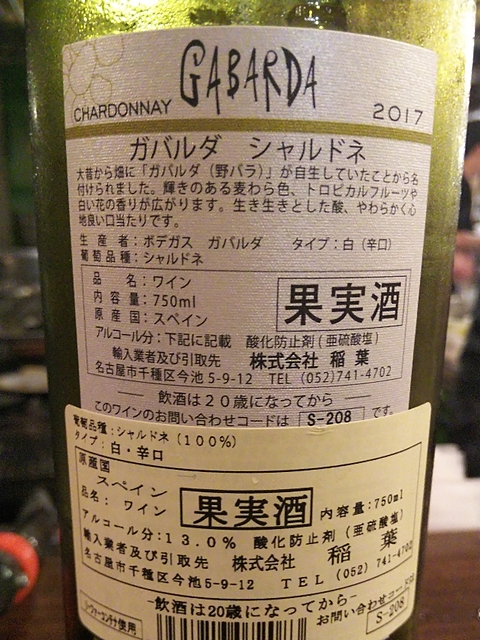 GABARDA
CHARDONNAY 2017
ガバルダ シャルドネ
大昔から畑に「ガバルダ（野バラ）」が自生していたことから名
付けられました。輝きのある麦わら色、トロピカルフルーツや
白い花の香りが広がります。生き生きとした酸、やわらかく心
地良い口当たりです。
生 産 者：ボデガス ガバルダ タイプ：白（辛口）
葡萄品種：シャルドネ
品 名：ワイン
内 容 量：750ml
原 産 国：スペイン
果実酒
アルコール分：下記に記載 酸化防止剤(亜硫酸塩)
輸入業者及び引取先 株式会社 稲葉
名古屋市千種区今池5-9-12 TEL (052)741-4702
飲酒は２０歳になってから
このワインのお問い合わせコードは S-208 です。
葡萄品種：シャルドネ（100%）
タイプ：白・辛口
原産国
スペイン
品名： ワイン
果実酒
内容量：750ml
アルコール分：13.0% 酸化防止剤（亜硫酸塩）
輸入業者及び引取先 株式会社 稲 葉
名古屋市千種区今池5-9-12 TEL (052) 741-4702
-飲酒は20歳になってから-
お問い合わせコード
S-208
使用